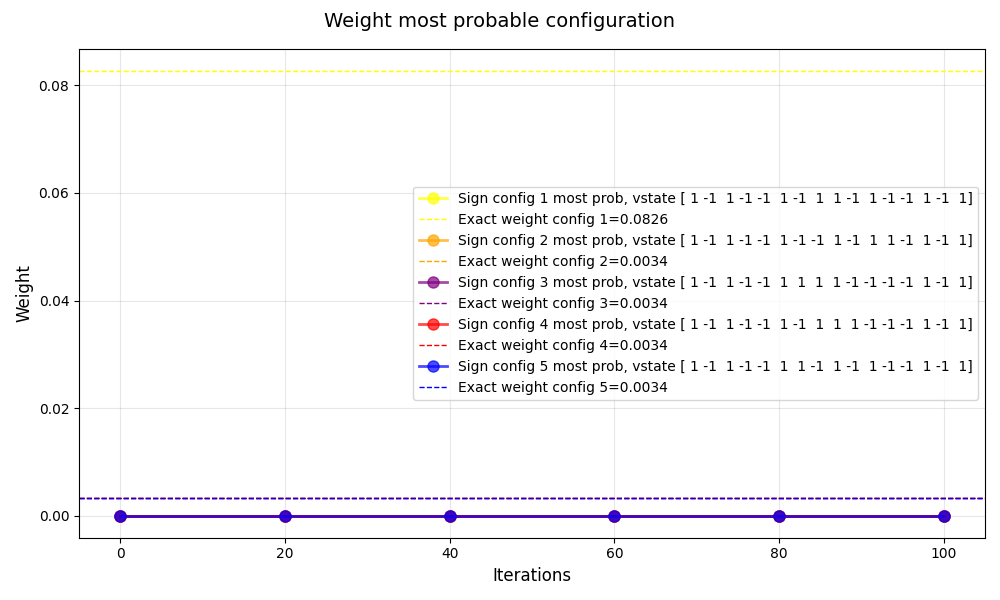 Weight most probable configuration
Weight
0.08
0.06
0.04
0.02
0.00
Sign config 1 most prob, vstate [ 1 -1  1 -1 -1  1 -1  1  1 -1  1 -1 -1  1 -1  1]
Exact weight config 1=0.0826
Sign config 2 most prob, vstate [ 1 -1  1 -1 -1  1 -1 -1  1 -1  1  1 -1  1 -1  1]
Exact weight config 2=0.0034
Sign config 3 most prob, vstate [ 1 -1  1 -1 -1  1  1  1  1 -1 -1 -1 -1  1 -1  1]
Exact weight config 3=0.0034
Sign config 4 most prob, vstate [ 1 -1  1 -1 -1  1 -1  1  1  1 -1 -1 -1  1 -1  1]
Exact weight config 4=0.0034
Sign config 5 most prob, vstate [ 1 -1  1 -1 -1  1  1 -1  1 -1  1 -1 -1  1 -1  1]
Exact weight config 5=0.0034
0
20
40
60
80
100
Iterations